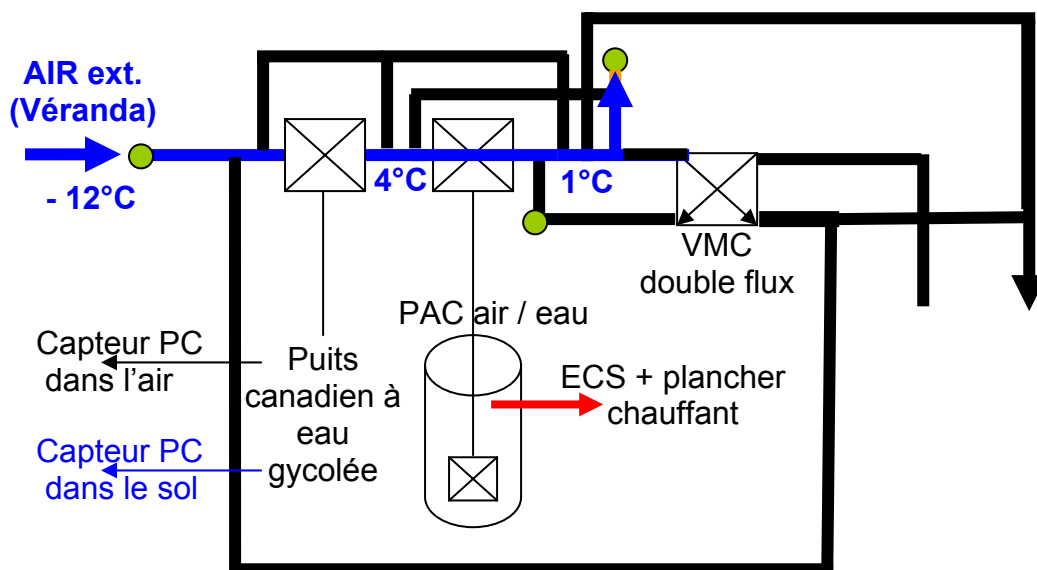 AIR ext.
(Véranda)
- 12°C
4°C
1°C
VMC
double flux
PAC air / eau
Capteur PC
dans l’air
Puits
canadien à
eau
gycolée
ECS + plancher
chauffant
Capteur PC
dans le sol